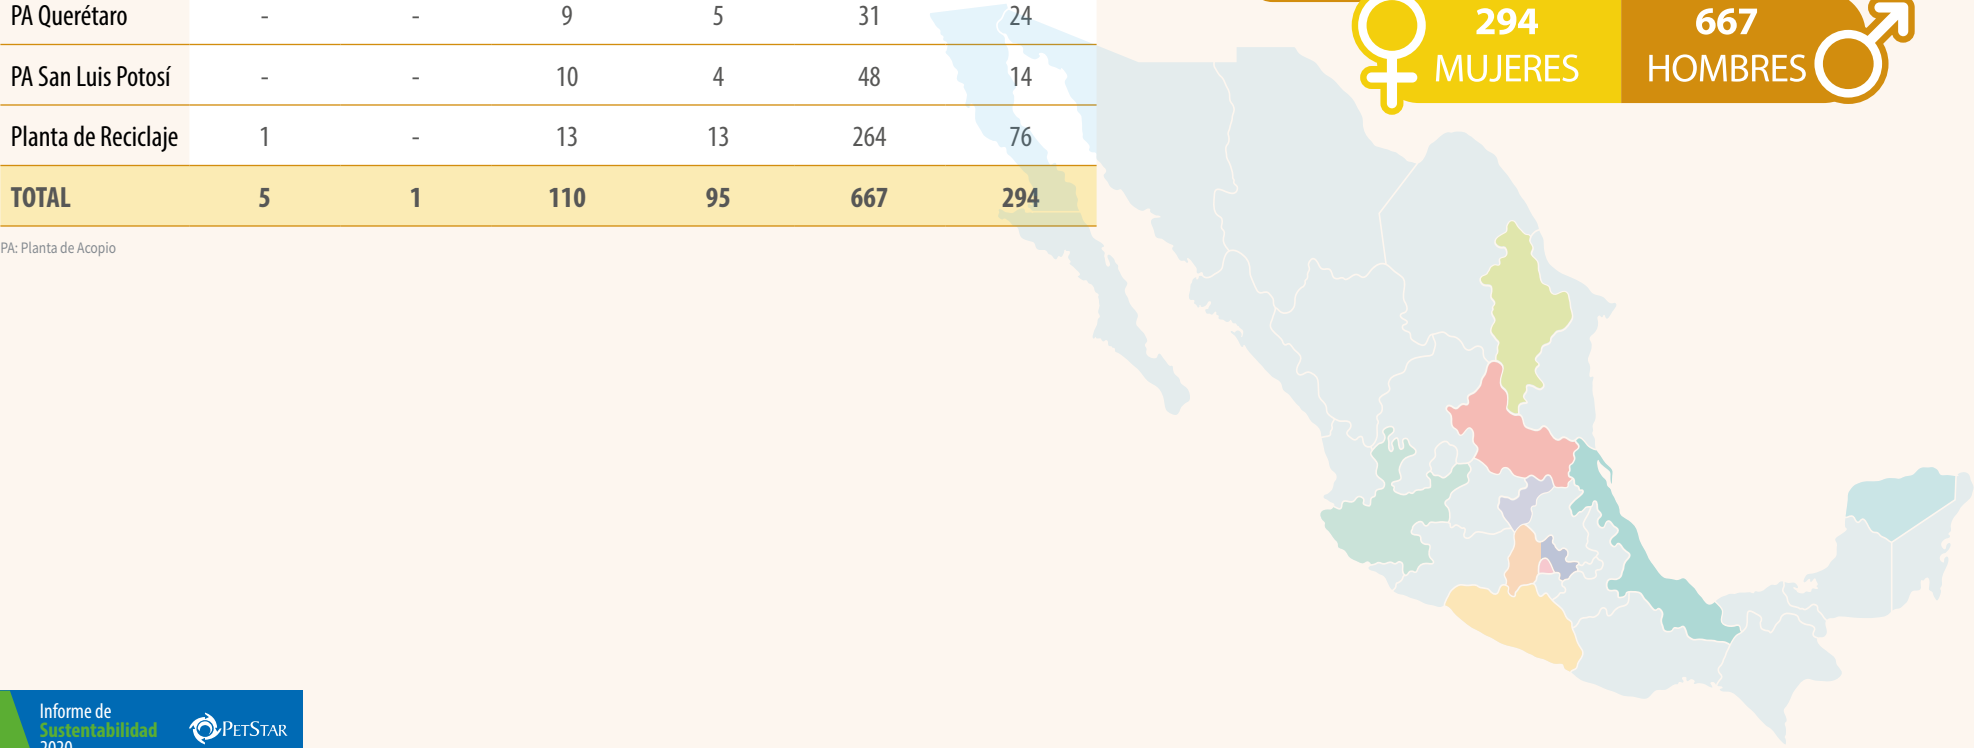 PA Querétaro - - 9 5 31 24
PA San Luis Potosí - - 10 4 48 14
Planta de Reciclaje 1 - 13 13 264 76
TOTAL 5 1 110 95 667 294
PA: Planta de Acopio
294 667
MUJERES HOMBRES
Informe de
Sustentabilidad
2020
PETSTAR